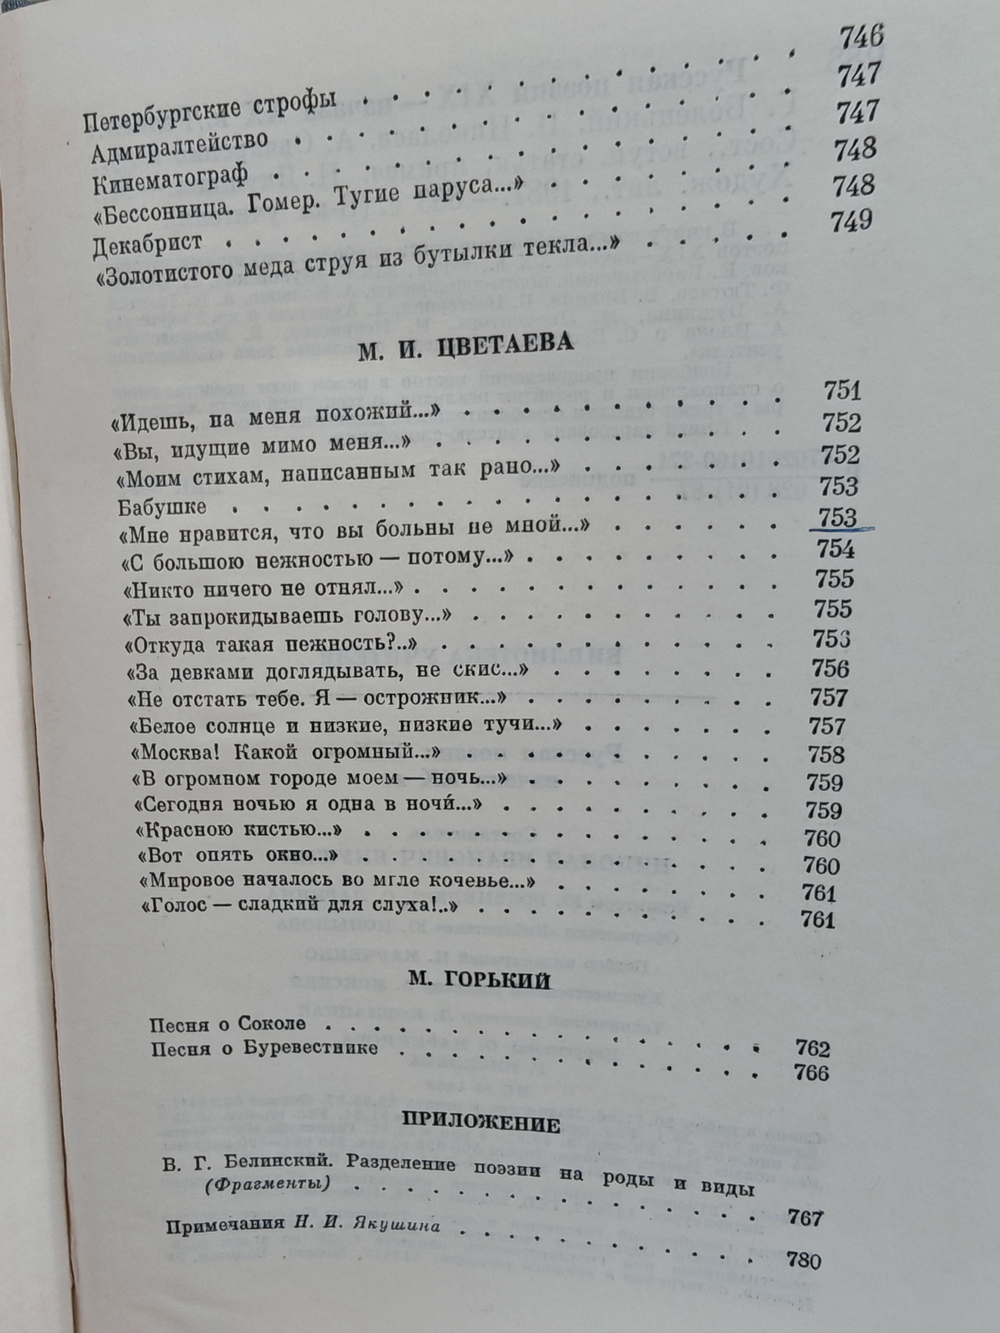 Петербургские строфы . . . . . . . . . . . . . 746
Адмиралтейство . . . . . . . . . . . . . . 747
Кинематограф . . . . . . . . . . . . . . 747
«Бессонница. Гомер. Тугие паруса...» . . . . . . . 748
Декабрист . . . . . . . . . . . . . . . 748
«Золотистого меда струя из бутылки текла...» . . . . . 749
М. И. ЦВЕТАЕВА
«Идешь, на меня похожий...» . . . . . . . . . . 751
«Вы, идущие мимо меня...» . . . . . . . . . . . 752
«Моим стихам, написанным так рано...» . . . . . . 752
Бабушке . . . . . . . . . . . . . . . . 753
«Мне нравится, что вы больны не мной...» . . . . . . 753
«С большою нежностью — потому...» . . . . . . . . 754
«Никто ничего не отнял...» . . . . . . . . . . . 755
«Ты запрокидываешь голову...» . . . . . . . . . 755
«Откуда такая нежность?..» . . . . . . . . . . 756
«За девками доглядывать, не скис...» . . . . . . . 756
«Не отстать тебе. Я — острожник...» . . . . . . . . 757
«Белое солнце и низкие, низкие тучи...» . . . . . . 757
«Москва! Какой огромный...» . . . . . . . . . . 758
«В огромном городе моем — ночь...» . . . . . . . . 759
«Сегодня ночью я одна в ночи́...» . . . . . . . . . 759
«Красною кистью...» . . . . . . . . . . . . . 760
«Вот опять окно...» . . . . . . . . . . . . . 760
«Мировое началось во мгле кочевье...» . . . . . . . 761
«Голос — сладкий для слуха!..» . . . . . . . . . 761
М. ГОРЬКИЙ
Песня о Соколе . . . . . . . . . . . . . . 762
Песня о Буревестнике . . . . . . . . . . . . 766
ПРИЛОЖЕНИЕ
В. Г. Белинский. Разделение поэзии на роды и виды
(Фрагменты) . . . . . . . . . . . . . . . 767
Примечания Н. И. Якушина . . . . . . . . . . . 780